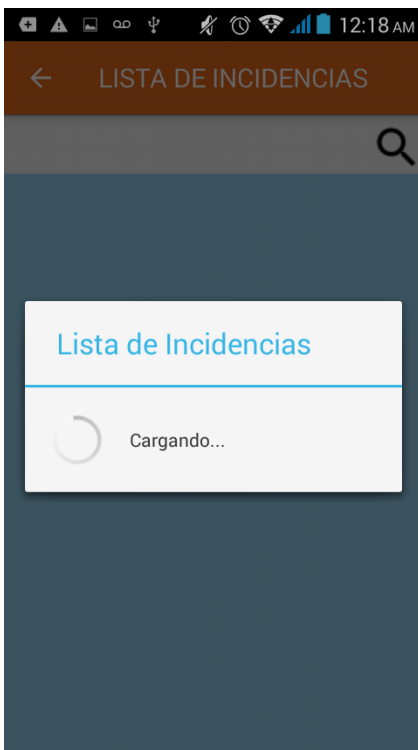 12:18 AM
LISTA DE INCIDENCIAS
Lista de Incidencias
Cargando...